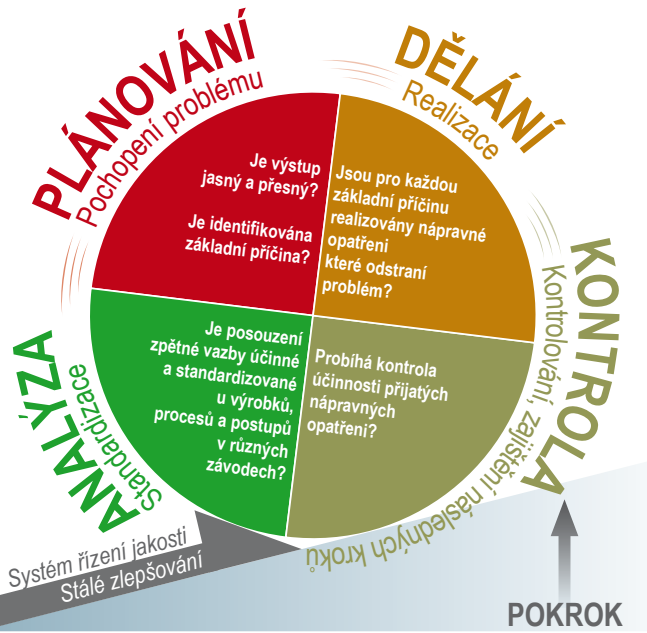 PLÁNOVÁNÍ
Pochopení problému
DĚLÁNÍ
Realizace
Je výstup
jasný a přesný?
Je identifikována
základní příčina?
Jsou pro každou
základní příčinu
realizovány nápravné
opatřeni
které odstraní
problém?
KONTROLA
Kontrolování, zajištění následných kroků
ANALÝZA
Standardizace
Je posouzení
zpětné vazby účinné
a standardizované
u výrobků,
procesů a postupů
v různých
závodech?
Probíhá kontrola
účinnosti přijatých
nápravných
opatřeni?
Systém řízení jakosti
Stálé zlepšování
POKROK